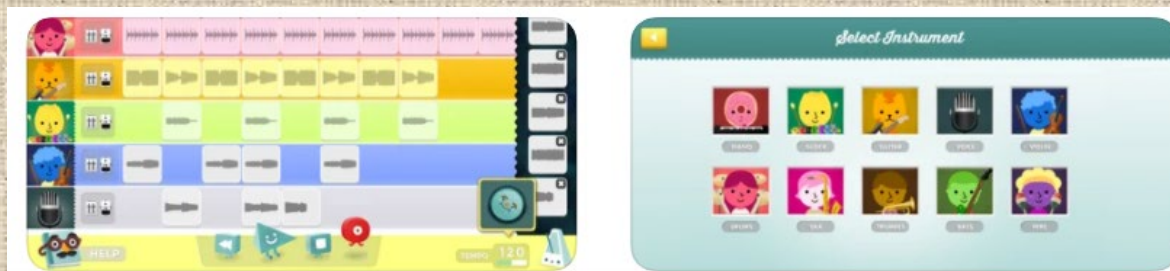 HELP
TEMPO 120
Select Instrument
PIANO GUITAR VOICE VIOLIN
DRUMS SAX TRUMPET BASS